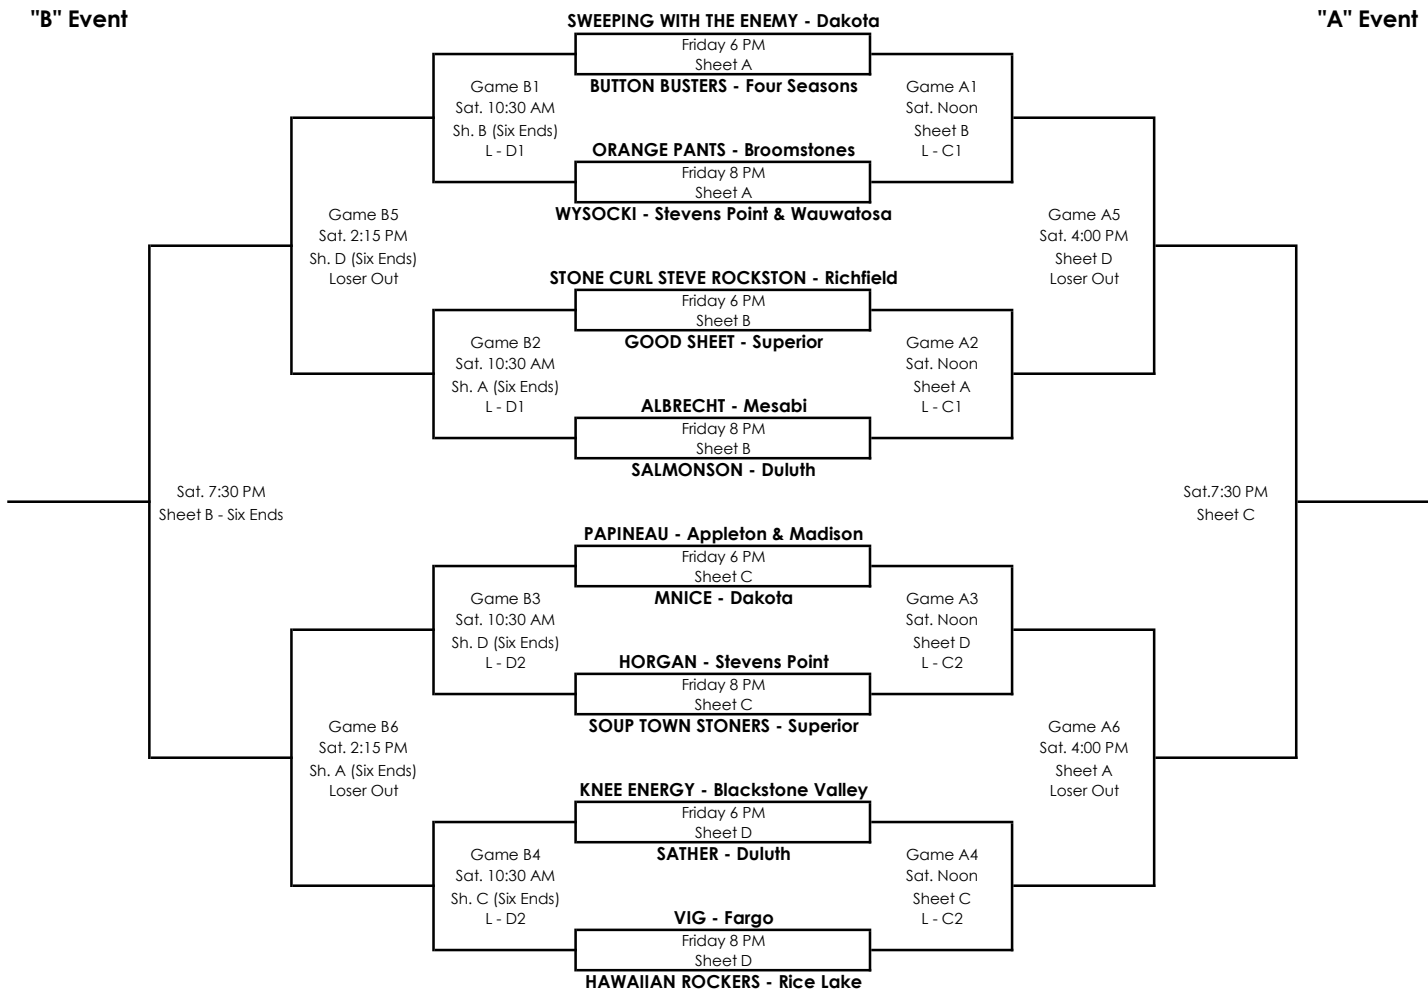 "B" Event
"A" Event
SWEEPING WITH THE ENEMY - Dakota
Friday 6 PM
Sheet A
BUTTON BUSTERS - Four Seasons
Game B1
Sat. 10:30 AM
Sh. B (Six Ends)
L - D1
Game A1
Sat. Noon
Sheet B
L - C1
ORANGE PANTS - Broomstones
Friday 8 PM
Sheet A
WYSOCKI - Stevens Point & Wauwatosa
Game B5
Sat. 2:15 PM
Sh. D (Six Ends)
Loser Out
Game A5
Sat. 4:00 PM
Sheet D
Loser Out
STONE CURL STEVE ROCKSTON - Richfield
Friday 6 PM
Sheet B
GOOD SHEET - Superior
Game B2
Sat. 10:30 AM
Sh. A (Six Ends)
L - D1
Game A2
Sat. Noon
Sheet A
L - C1
ALBRECHT - Mesabi
Friday 8 PM
Sheet B
SALMONSON - Duluth
Sat. 7:30 PM
Sheet B - Six Ends
Sat.7:30 PM
Sheet C
PAPINEAU - Appleton & Madison
Friday 6 PM
Sheet C
MNICE - Dakota
Game B3
Sat. 10:30 AM
Sh. D (Six Ends)
L - D2
Game A3
Sat. Noon
Sheet D
L - C2
HORGAN - Stevens Point
Friday 8 PM
Sheet C
SOUP TOWN STONERS - Superior
Game B6
Sat. 2:15 PM
Sh. A (Six Ends)
Loser Out
Game A6
Sat. 4:00 PM
Sheet A
Loser Out
KNEE ENERGY - Blackstone Valley
Friday 6 PM
Sheet D
SATHER - Duluth
Game B4
Sat. 10:30 AM
Sh. C (Six Ends)
L - D2
Game A4
Sat. Noon
Sheet C
L - C2
VIG - Fargo
Friday 8 PM
Sheet D
HAWAIIAN ROCKERS - Rice Lake